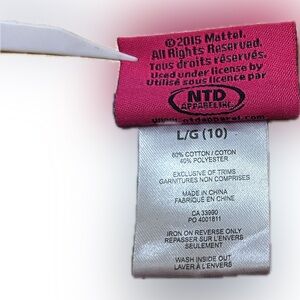 ©2015 Mattel.
All Rights Reserved.
Tous droits réservés.
Used under license by
Utilisé sous licence par
NTD
APPAREL INC.
ntdapparel.com
L/G (10)
60% COTTON / COTON
40% POLYESTER
EXCLUSIVE OF TRIMS
GARNITURES NON COMPRISES
MADE IN CHINA
FABRIQUÉ EN CHINE
CA 33990
PO 4001811
IRON ON REVERSE ONLY
REPASSER SUR L'ENVERS
SEULEMENT
WASH INSIDE OUT
LAVER À L'ENVERS